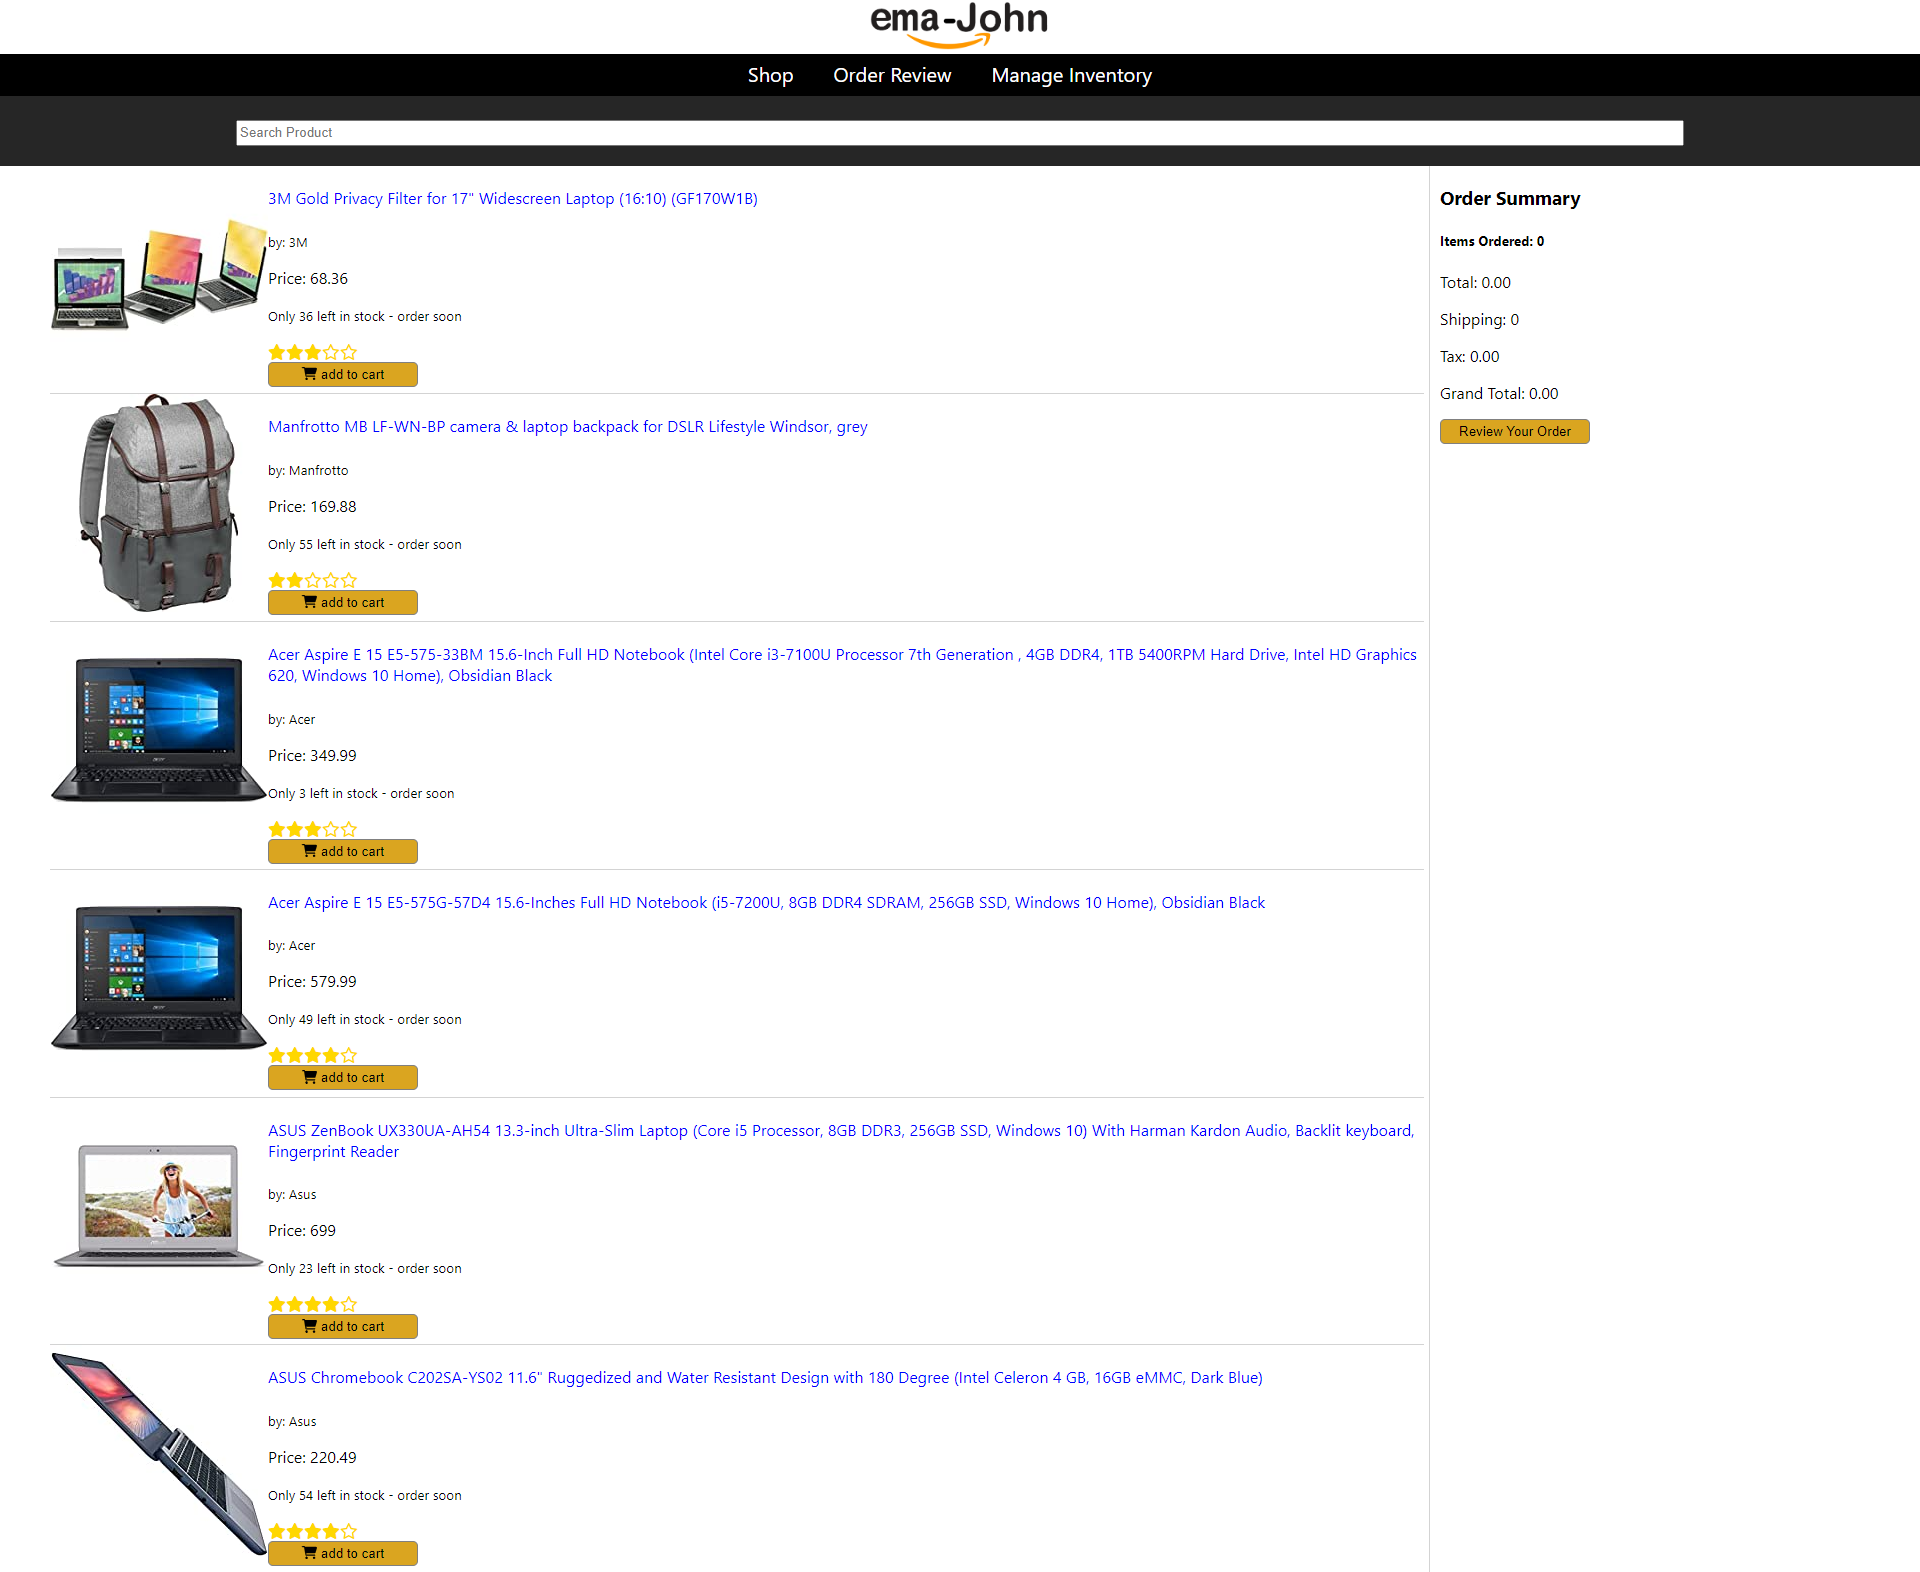 ema-John
Shop Order Review Manage Inventory
Search Product
3M Gold Privacy Filter for 17" Widescreen Laptop (16:10) (GF170W1B)
by: 3M
Price: 68.36
Only 36 left in stock - order soon
add to cart
Manfrotto MB LF-WN-BP camera & laptop backpack for DSLR Lifestyle Windsor, grey
by: Manfrotto
Price: 169.88
Only 55 left in stock - order soon
add to cart
Acer Aspire E 15 E5-575-33BM 15.6-Inch Full HD Notebook (Intel Core i3-7100U Processor 7th Generation , 4GB DDR4, 1TB 5400RPM Hard Drive, Intel HD Graphics
620, Windows 10 Home), Obsidian Black
by: Acer
Price: 349.99
Only 3 left in stock - order soon
add to cart
Acer Aspire E 15 E5-575G-57D4 15.6-Inches Full HD Notebook (i5-7200U, 8GB DDR4 SDRAM, 256GB SSD, Windows 10 Home), Obsidian Black
by: Acer
Price: 579.99
Only 49 left in stock - order soon
add to cart
ASUS ZenBook UX330UA-AH54 13.3-inch Ultra-Slim Laptop (Core i5 Processor, 8GB DDR3, 256GB SSD, Windows 10) With Harman Kardon Audio, Backlit keyboard,
Fingerprint Reader
by: Asus
Price: 699
Only 23 left in stock - order soon
add to cart
ASUS Chromebook C202SA-YS02 11.6" Ruggedized and Water Resistant Design with 180 Degree (Intel Celeron 4 GB, 16GB eMMC, Dark Blue)
by: Asus
Price: 220.49
Only 54 left in stock - order soon
add to cart
Order Summary
Items Ordered: 0
Total: 0.00
Shipping: 0
Tax: 0.00
Grand Total: 0.00
Review Your Order